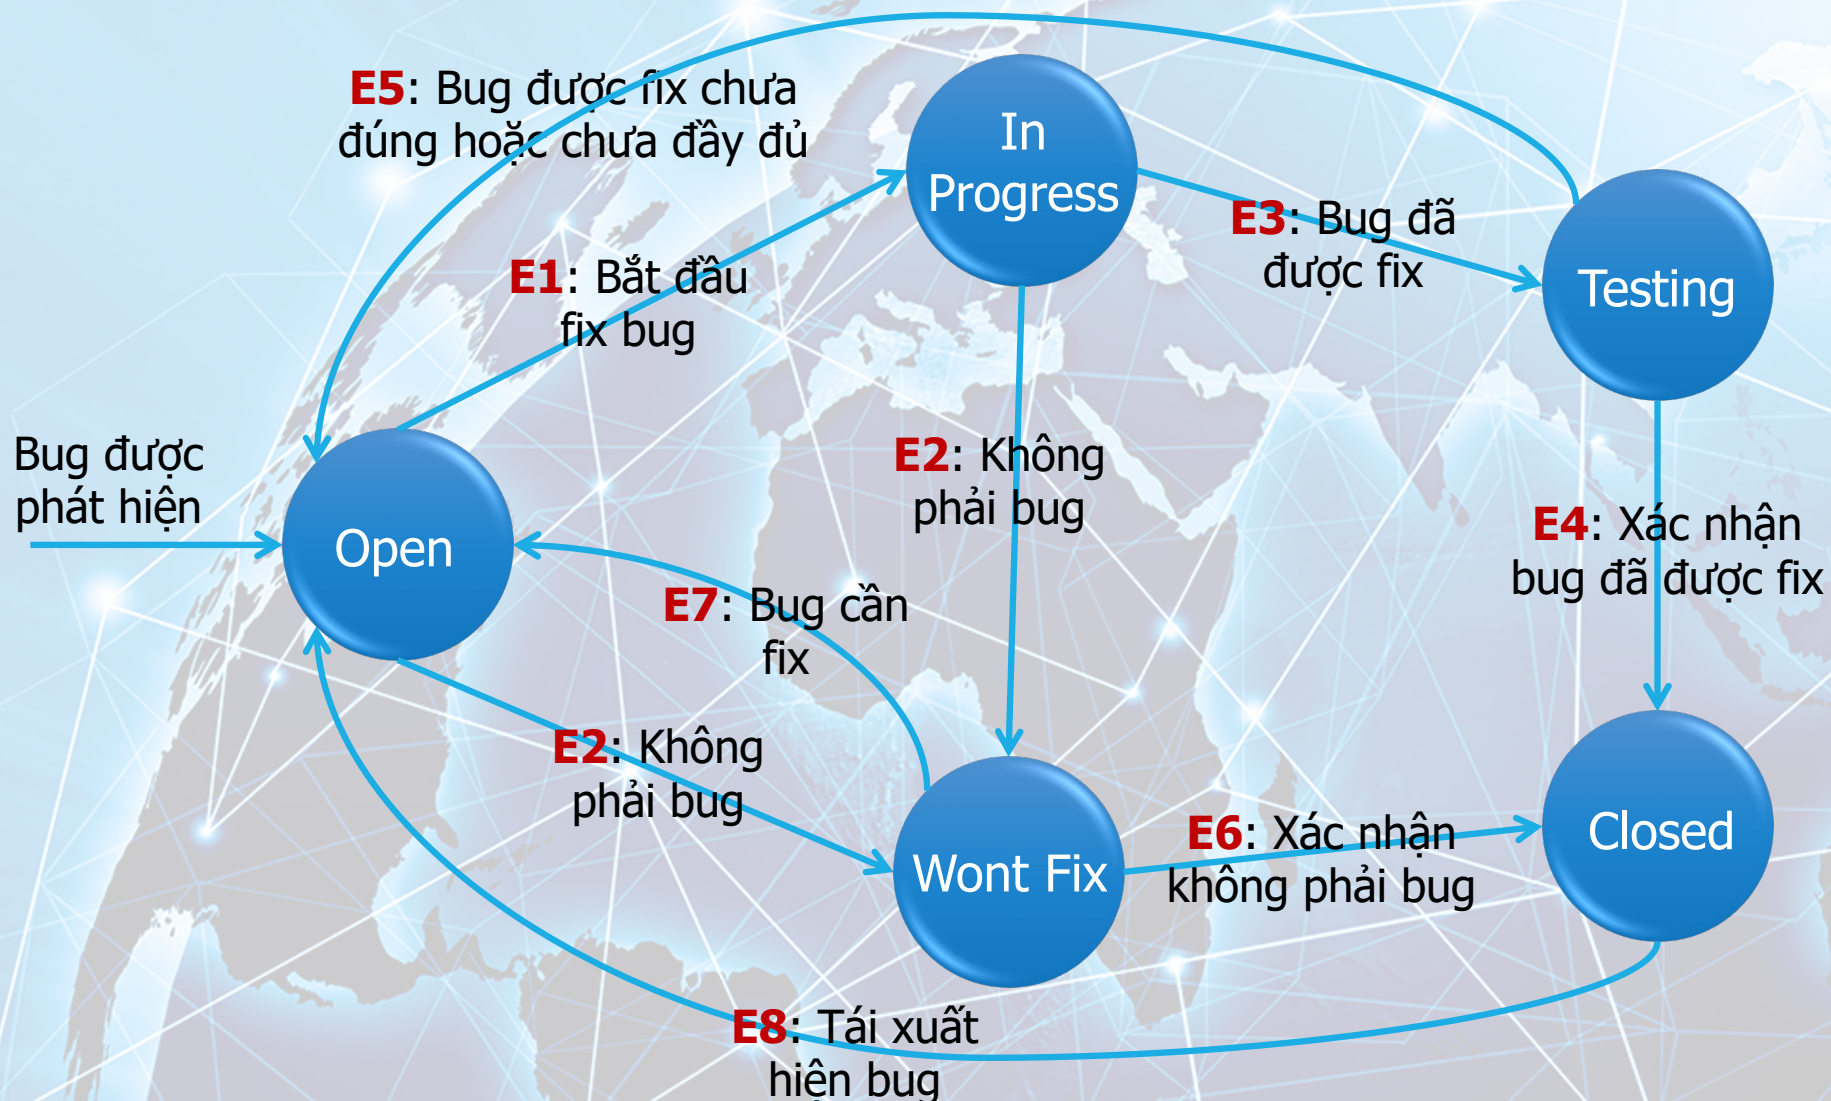 E5: Bug được fix chưa
đúng hoặc chưa đầy đủ
In
Progress
E3: Bug đã
được fix
Testing
E1: Bắt đầu
fix bug
Bug được
phát hiện
Open
E2: Không
phải bug
E4: Xác nhận
bug đã được fix
E7: Bug cần
fix
E2: Không
phải bug
Wont Fix
E6: Xác nhận
không phải bug
Closed
E8: Tái xuất
hiện bug